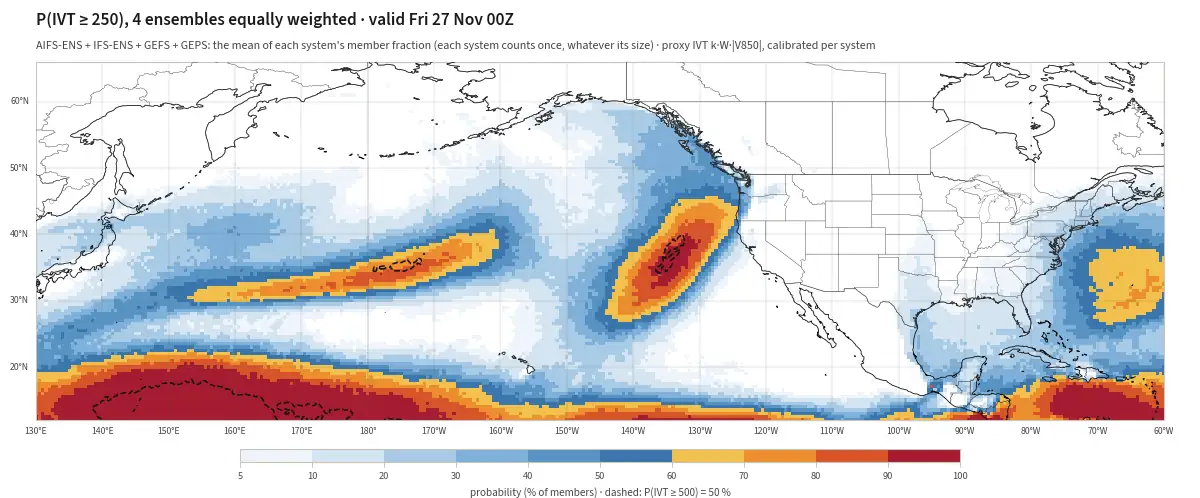 P(IVT ≥ 250), 4 ensembles equally weighted · valid Fri 27 Nov 00Z
AIFS-ENS + IFS-ENS + GEFS + GEPS: the mean of each system's member fraction (each system counts once, whatever its size) · proxy IVT k·W·|V850|, calibrated per system
60°N
50°N
40°N
30°N
20°N
130°E 140°E 150°E 160°E 170°E 180° 170°W 160°W 150°W 140°W 130°W 120°W 110°W 100°W 90°W 80°W 70°W 60°W
5 10 20 30 40 50 60 70 80 90 100
probability (% of members) · dashed: P(IVT ≥ 500) = 50 %